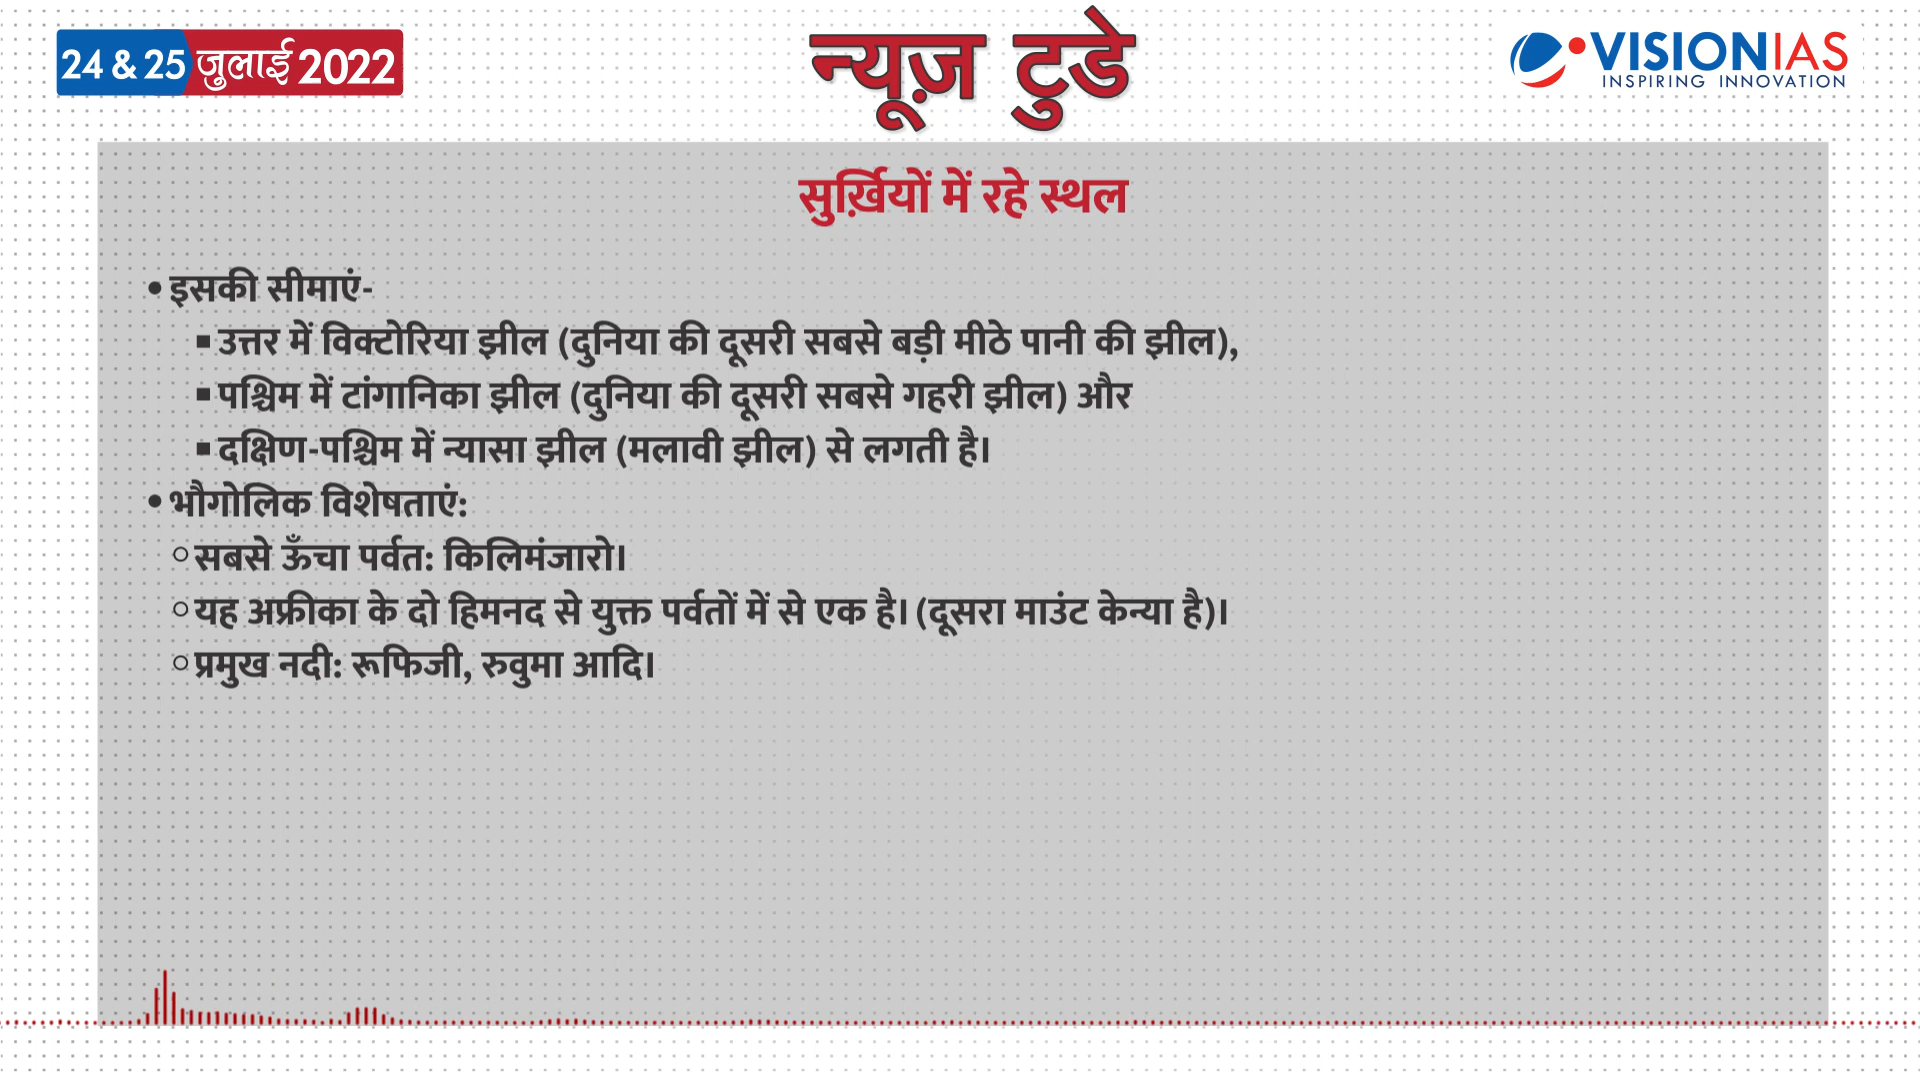 24 & 25 जुलाई 2022
न्यूज़ टुडे
VISIONIAS
INSPIRING INNOVATION
सुर्ख़ियों में रहे स्थल
• इसकी सीमाएं-
▪ उत्तर में विक्टोरिया झील (दुनिया की दूसरी सबसे बड़ी मीठे पानी की झील),
▪ पश्चिम में टांगानिका झील (दुनिया की दूसरी सबसे गहरी झील) और
▪ दक्षिण-पश्चिम में न्यासा झील (मलावी झील) से लगती है।
• भौगोलिक विशेषताएं:
○ सबसे ऊँचा पर्वत: किलिमंजारो।
○ यह अफ्रीका के दो हिमनद से युक्त पर्वतों में से एक है। (दूसरा माउंट केन्या है)।
○ प्रमुख नदी: रूफिजी, रुवुमा आदि।